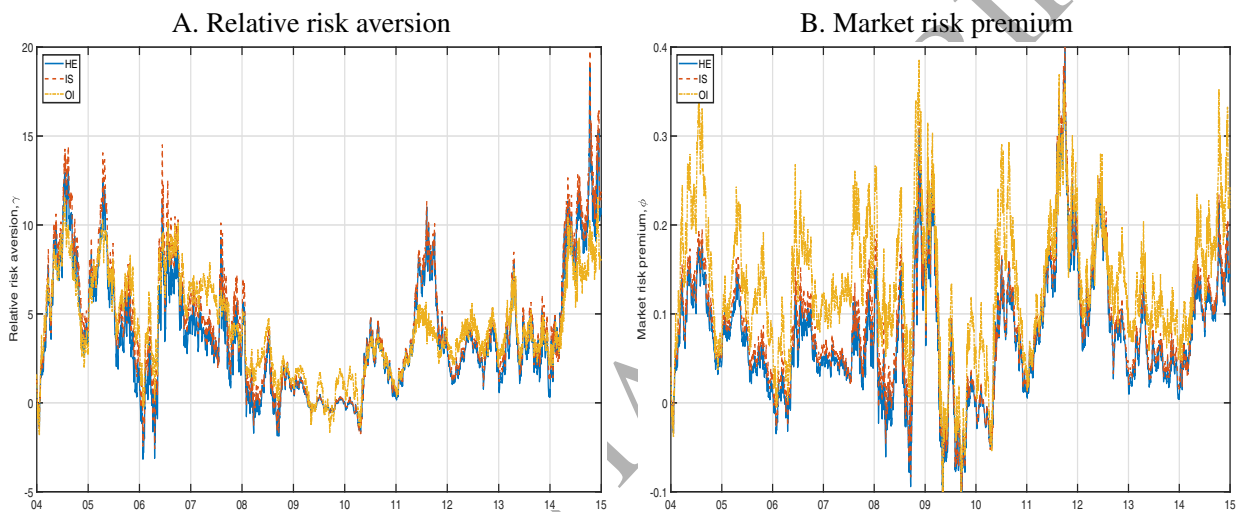 A. Relative risk aversion
20
15
10
5
0
-5
Relative risk aversion, γ
HE
IS
OI
04 05 06 07 08 09 10 11 12 13 14 15
B. Market risk premium
0.4
0.3
0.2
0.1
0
-0.1
Market risk premium, ϕ
HE
IS
OI
04 05 06 07 08 09 10 11 12 13 14 15